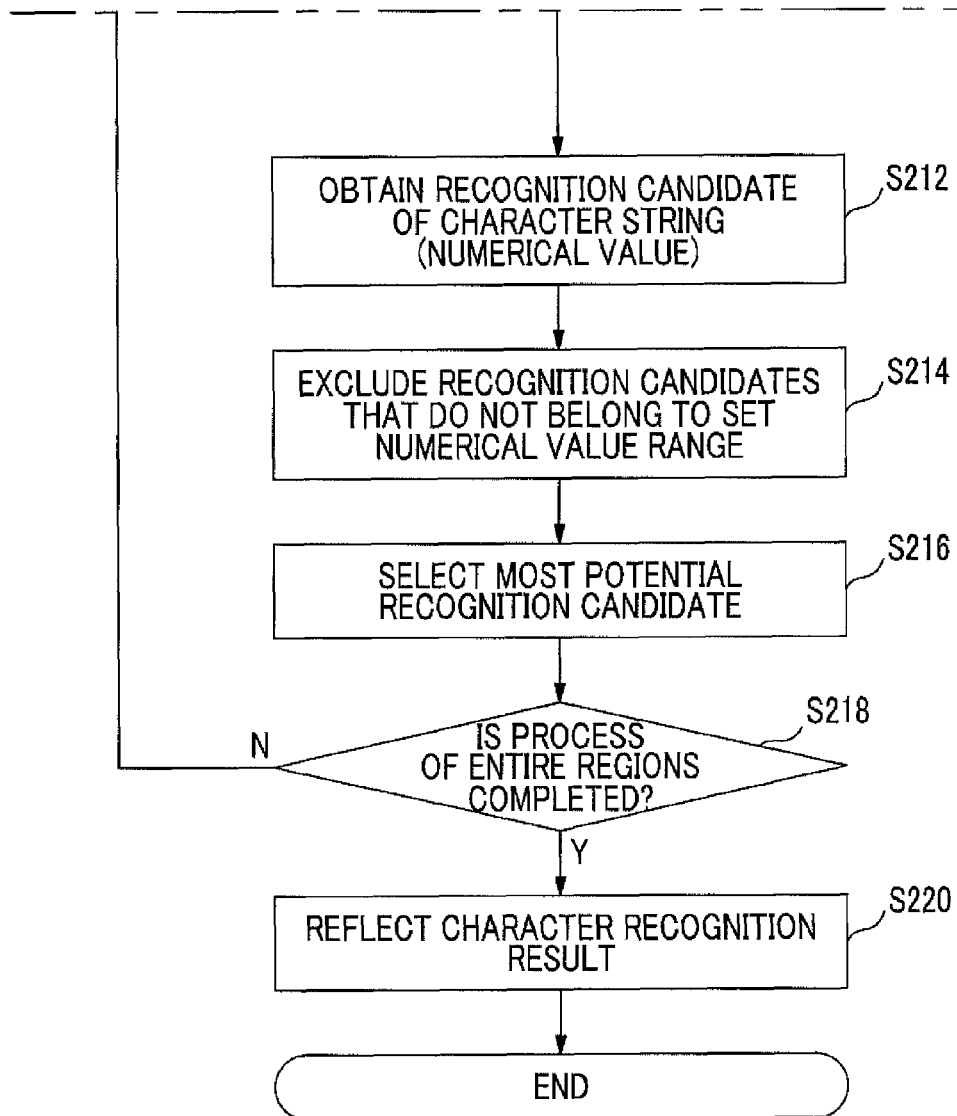 OBTAIN RECOGNITION CANDIDATE
OF CHARACTER STRING
(NUMERICAL VALUE)
S212
EXCLUDE RECOGNITION CANDIDATES
THAT DO NOT BELONG TO SET
NUMERICAL VALUE RANGE
S214
SELECT MOST POTENTIAL
RECOGNITION CANDIDATE
S216
IS PROCESS
OF ENTIRE REGIONS
COMPLETED?
S218
N
Y
REFLECT CHARACTER RECOGNITION
RESULT
S220
END